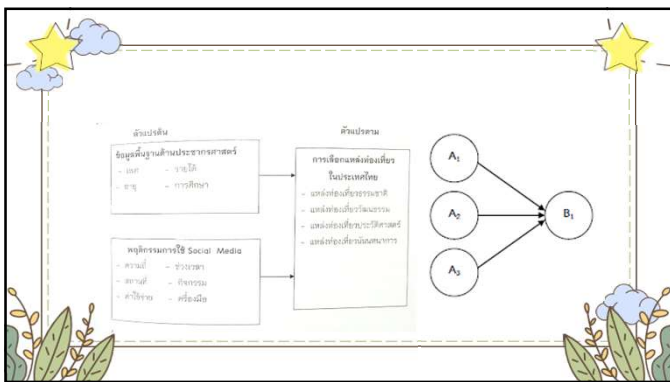 ตัวแปรต้น
ตัวแปรตาม
ข้อมูลพื้นฐานด้านประชากรศาสตร์
- เพศ - รายได้
- อายุ - การศึกษา
พฤติกรรมการใช้ Social Media
- ความถี่ - ช่วงเวลา
- สถานที่ - กิจกรรม
- ค่าใช้จ่าย - เครื่องมือ
การเลือกแหล่งท่องเที่ยว
ในประเทศไทย
- แหล่งท่องเที่ยวธรรมชาติ
- แหล่งท่องเที่ยววัฒนธรรม
- แหล่งท่องเที่ยวประวัติศาสตร์
- แหล่งท่องเที่ยวนันทนาการ
A₁
A₂
A₃
B₁